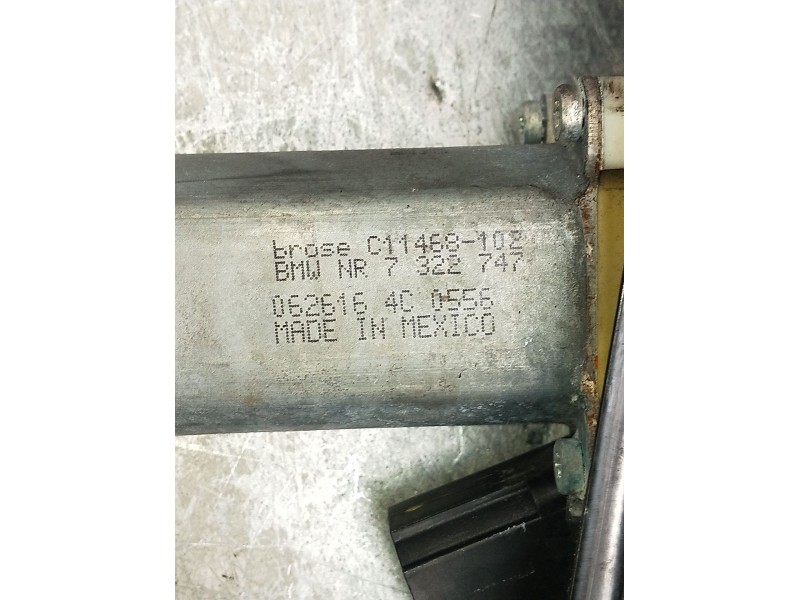 brose C11468-102
BMW NR 7 322 747
062616 4C 0556
MADE IN MEXICO